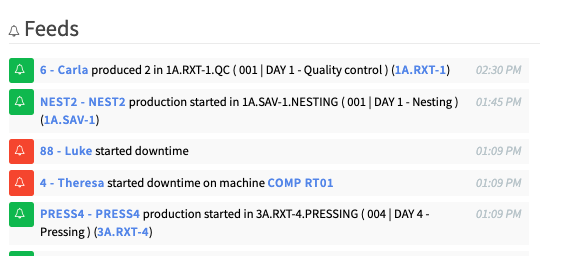 Feeds
6 - Carla produced 2 in 1A.RXT-1.QC ( 001 | DAY 1 - Quality control ) (1A.RXT-1) 02:30 PM
NEST2 - NEST2 production started in 1A.SAV-1.NESTING ( 001 | DAY 1 - Nesting ) 01:45 PM
(1A.SAV-1)
88 - Luke started downtime 01:09 PM
4 - Theresa started downtime on machine COMP RT01 01:09 PM
PRESS4 - PRESS4 production started in 3A.RXT-4.PRESSING ( 004 | DAY 4 - 01:09 PM
Pressing ) (3A.RXT-4)